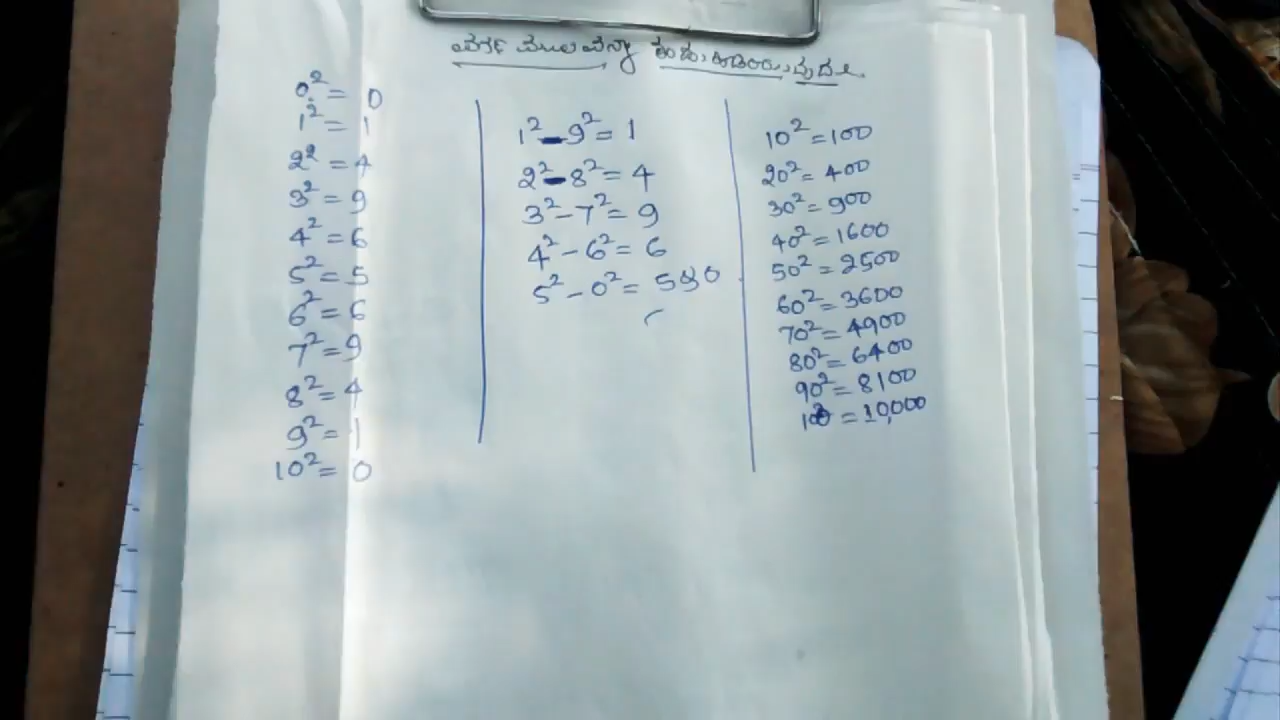 ವರ್ಗ ಮೂಲವನ್ನು ಕಂಡು ಹಿಡಿಯುವುದು.
0² = 0
1² = 1
2² = 4
3² = 9
4² = 6
5² = 5
6² = 6
7² = 9
8² = 4
9² = 1
10² = 0
1² - 9² = 1
2² - 8² = 4
3² - 7² = 9
4² - 6² = 6
5² - 0² = 5
10² = 100
20² = 400
30² = 900
40² = 1600
50² = 2500
60² = 3600
70² = 4900
80² = 6400
90² = 8100
100² = 10,000